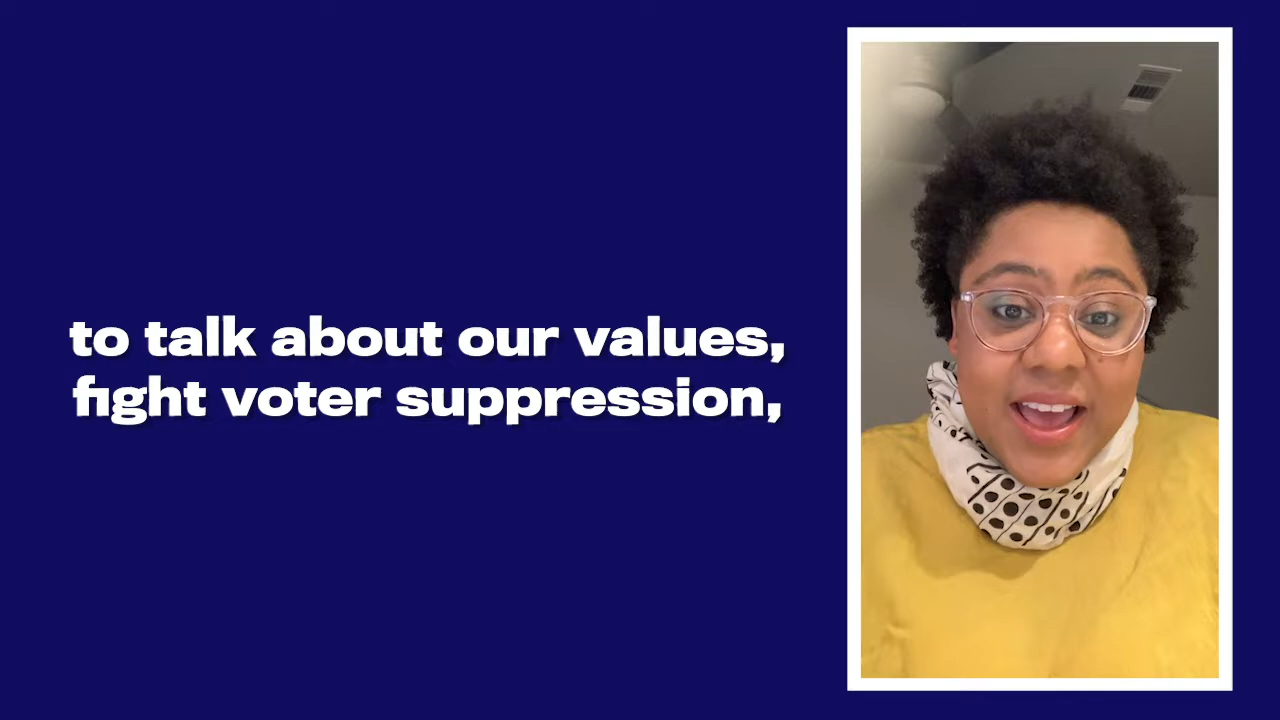 to talk about our values,
fight voter suppression,